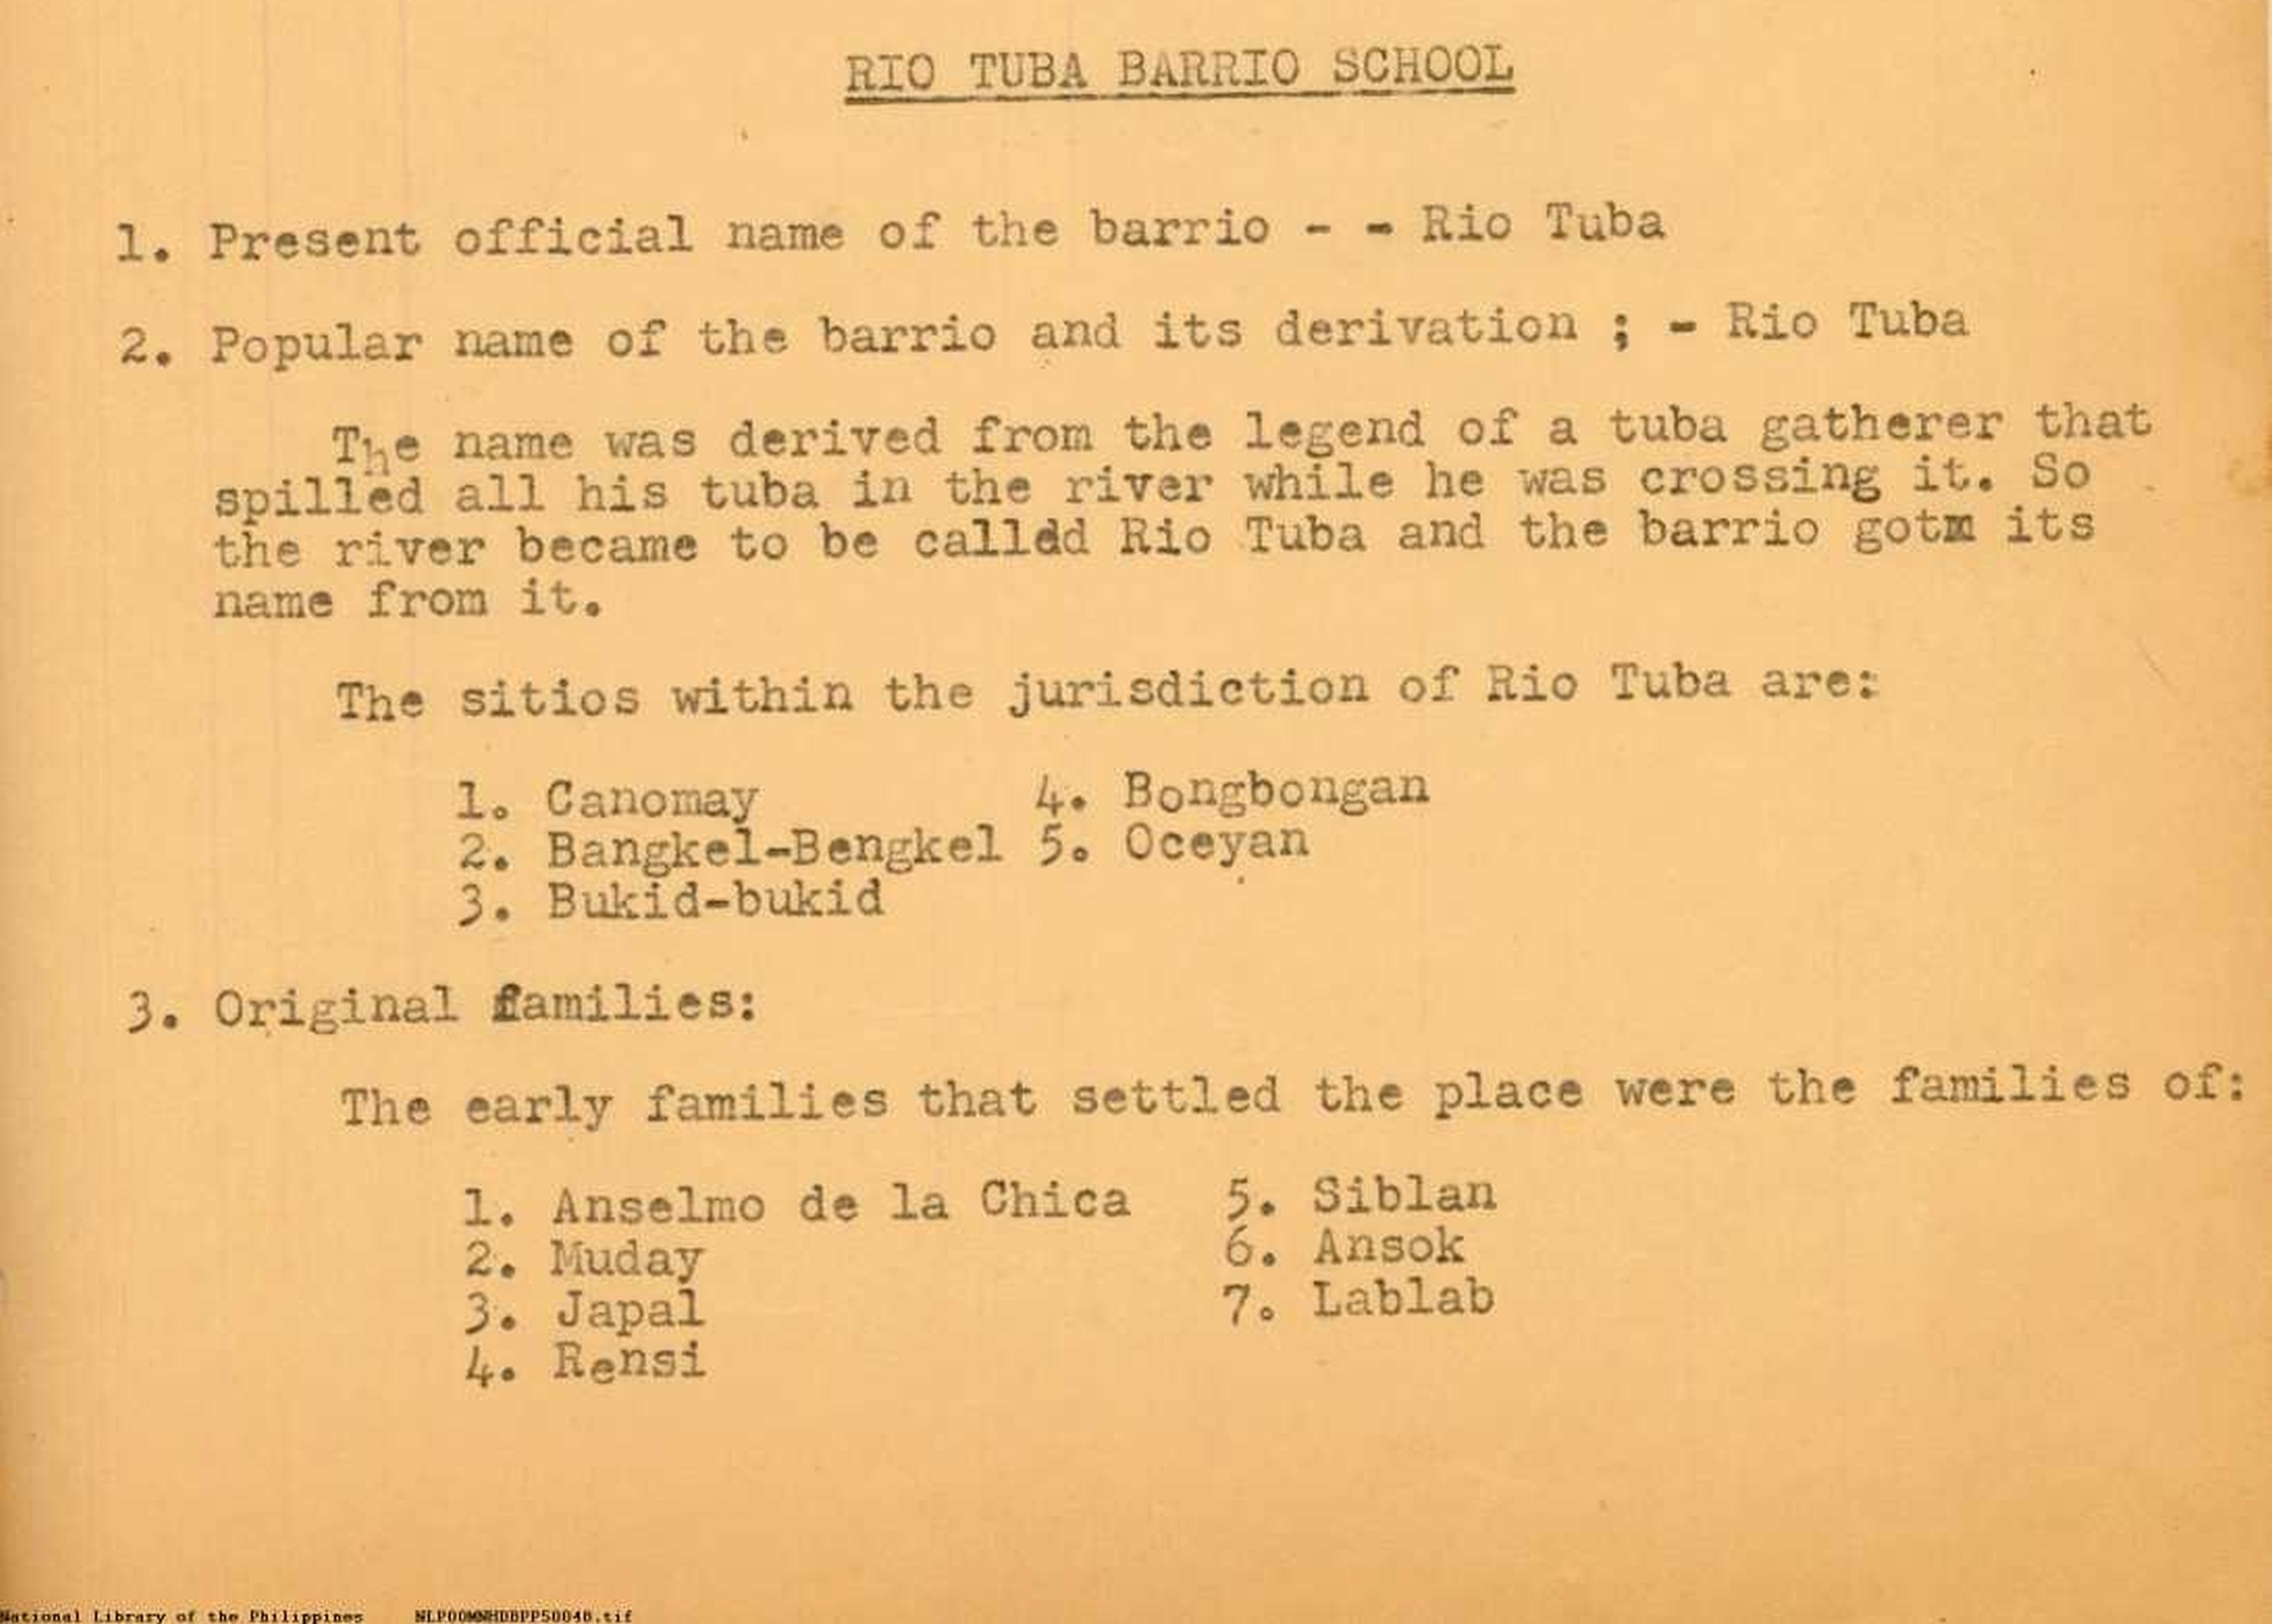 RIO TUBA BARRIO SCHOOL
1. Present official name of the barrio - - Rio Tuba
2. Popular name of the barrio and its derivation ; - Rio Tuba
The name was derived from the legend of a tuba gatherer that
spilled all his tuba in the river while he was crossing it. So
the river became to be called Rio Tuba and the barrio gotm its
name from it.
The sitios within the jurisdiction of Rio Tuba are:
1. Canomay 4. Bongbongan
2. Bangkel-Bengkel 5. Oceyan
3. Bukid-bukid
3. Original families:
The early families that settled the place were the families of:
1. Anselmo de la Chica 5. Siblan
2. Muday 6. Ansok
3. Japal 7. Lablab
4. Rensi
National Library of the Philippines